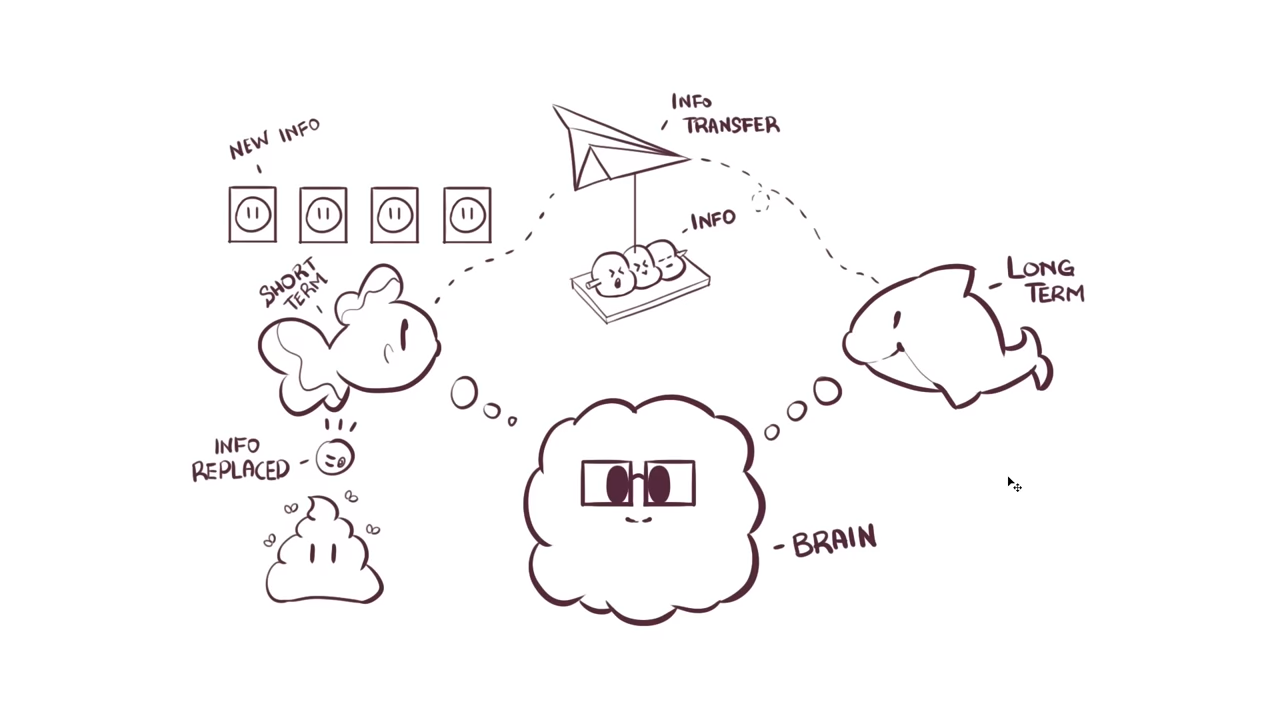 NEW INFO
INFO
TRANSFER
INFO
SHORT
TERM
LONG
TERM
INFO
REPLACED
BRAIN